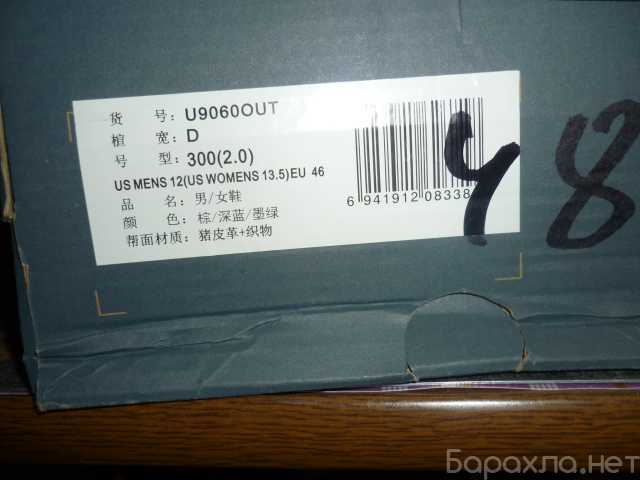 货 号: U9060OUT
楦 宽: D
号 型: 300(2.0)
US MENS 12(US WOMENS 13.5)EU 46
品 名: 男/女鞋
颜 色: 棕/深蓝/墨绿
帮面材质: 猪皮革+织物
6 941912 08338
48
Барахла.нет